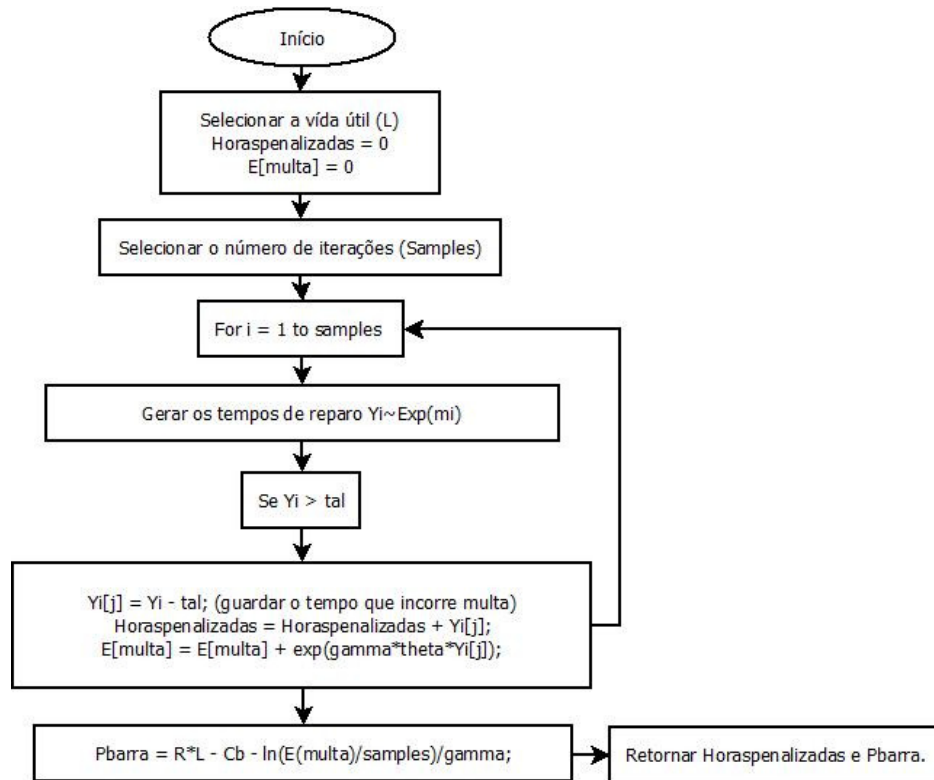 Início
Selecionar a vída útil (L)
Horaspenalizadas = 0
E[multa] = 0
Selecionar o número de iterações (Samples)
For i = 1 to samples
Gerar os tempos de reparo Yi~Exp(mi)
Se Yi > tal
Yi[j] = Yi - tal; (guardar o tempo que incorre multa)
Horaspenalizadas = Horaspenalizadas + Yi[j];
E[multa] = E[multa] + exp(gamma*theta*Yi[j]);
Pbarra = R*L - Cb - ln(E(multa)/samples)/gamma;
Retornar Horaspenalizadas e Pbarra.